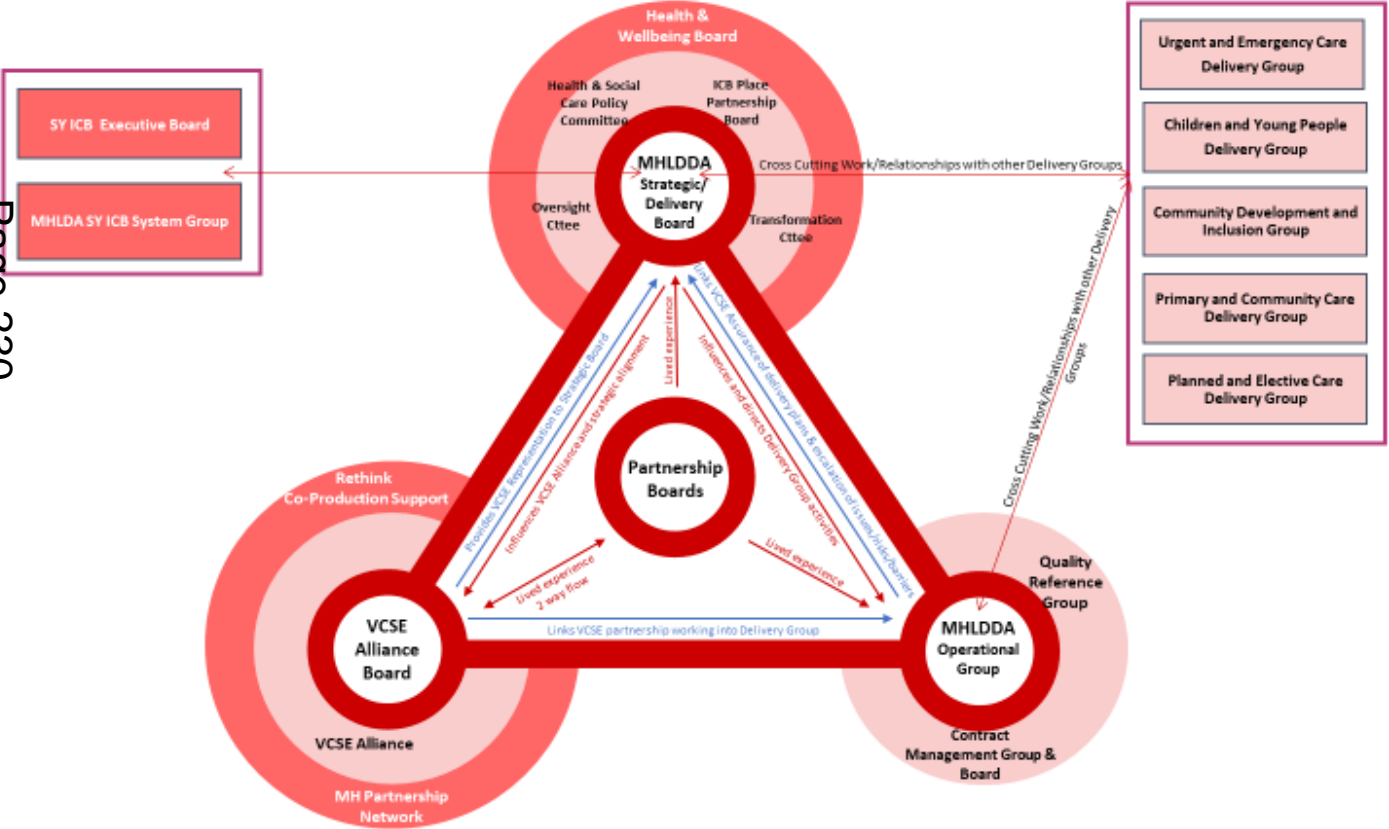 Health &
Wellbeing Board
Health & Social
Care Policy
Committee
ICB Place
Partnership
Board
MHLDDA
Strategic/
Delivery
Board
Oversight
Cttee
Transformation
Cttee
SY ICB Executive Board
MHLDA SY ICB System Group
Page 230
Cross Cutting Work/Relationships with other Delivery Groups
Urgent and Emergency Care
Delivery Group
Children and Young People
Delivery Group
Community Development and
Inclusion Group
Primary and Community Care
Delivery Group
Planned and Elective Care
Delivery Group
Cross Cutting Work/Relationships with other Delivery
Groups
Provides VCSE Representation to Strategic Board
Influences VCSE Alliance and strategic alignment
Lived experience
Influences and directs Delivery Group activities
Links VCSE Assurance of delivery plans & escalation of issues/risks/barriers
Partnership
Boards
Lived experience
2 way flow
Lived experience
Links VCSE partnership working into Delivery Group
Rethink
Co-Production Support
VCSE
Alliance
Board
VCSE Alliance
MH Partnership
Network
Quality
Reference
Group
MHLDDA
Operational
Group
Contract
Management Group &
Board